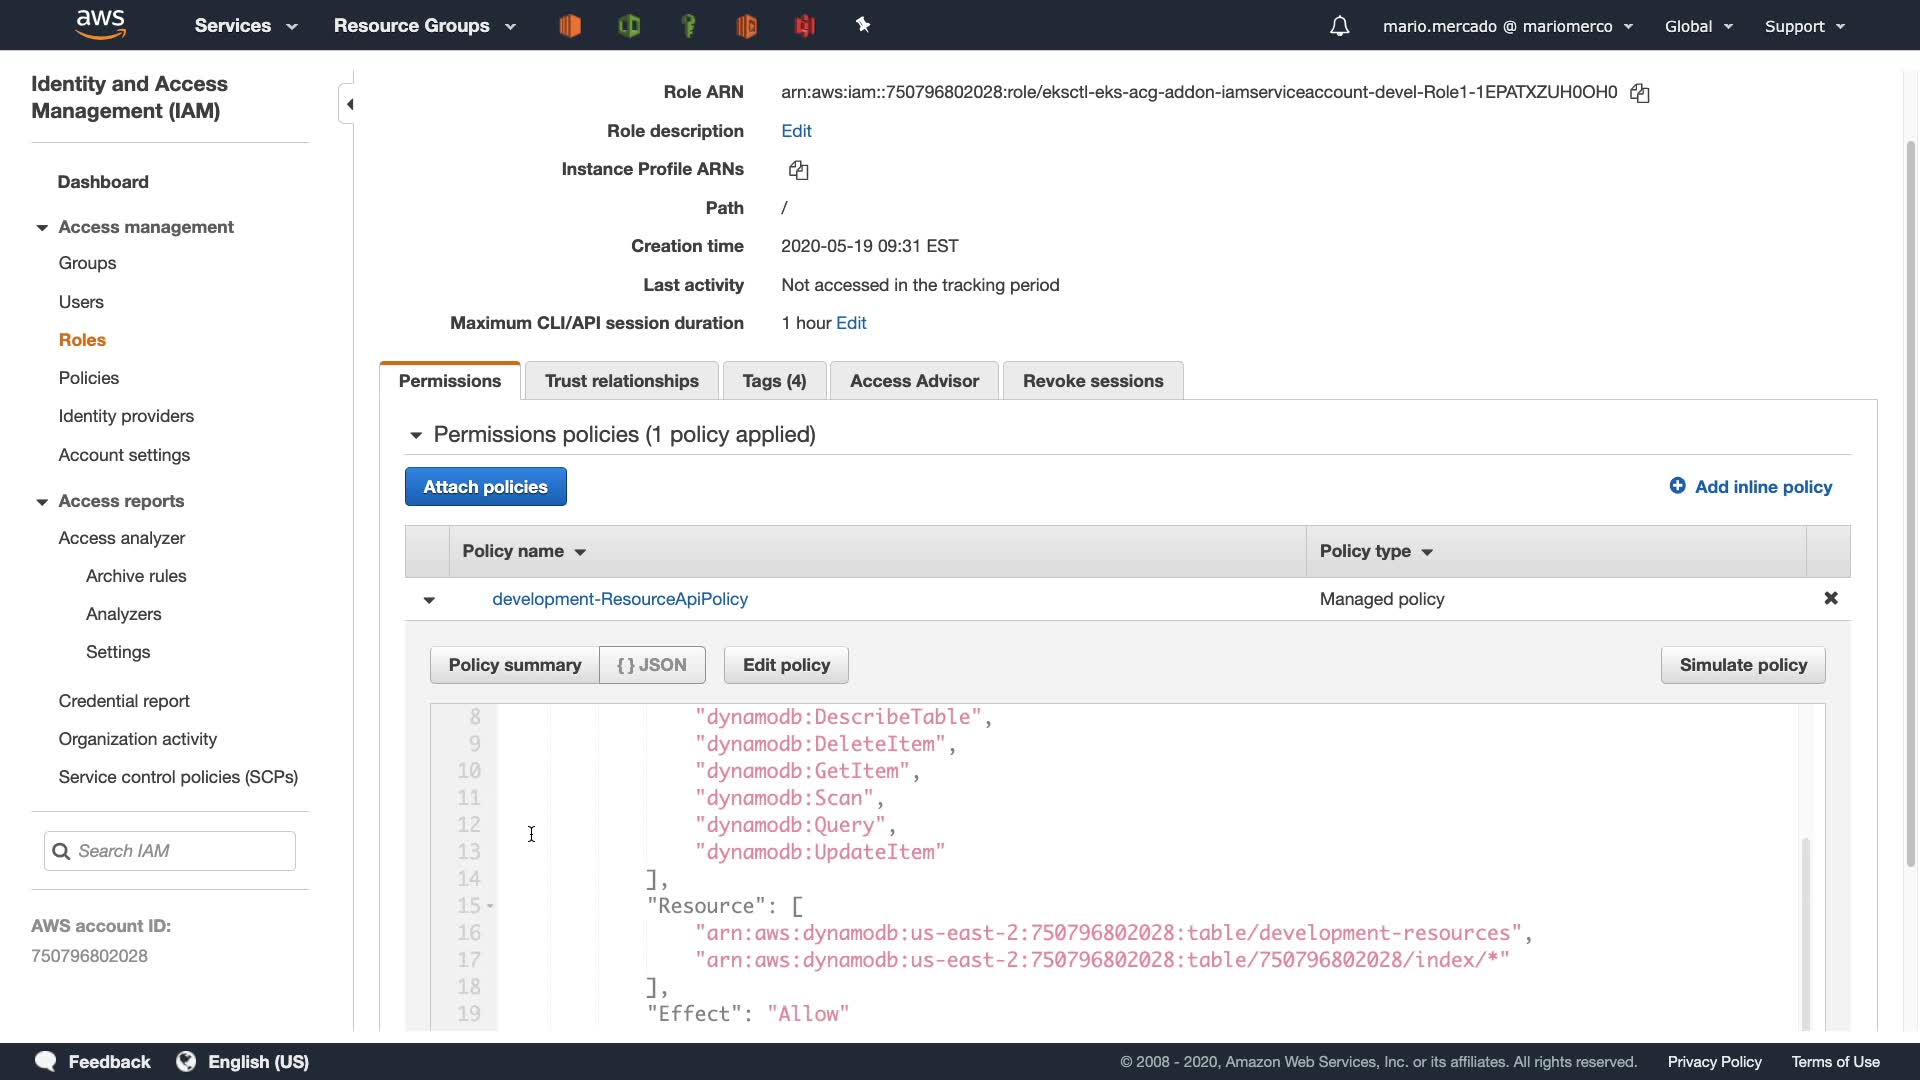 aws
Services
Resource Groups
mario.mercado @ mariomerco
Global
Support
Identity and Access
Management (IAM)
Dashboard
Access management
Groups
Users
Roles
Policies
Identity providers
Account settings
Access reports
Access analyzer
Archive rules
Analyzers
Settings
Credential report
Organization activity
Service control policies (SCPs)
Search IAM
AWS account ID:
750796802028
Role ARN arn:aws:iam::750796802028:role/eksctl-eks-acg-addon-iamserviceaccount-devel-Role1-1EPATXZUH0OH0
Role description Edit
Instance Profile ARNs
Path /
Creation time 2020-05-19 09:31 EST
Last activity Not accessed in the tracking period
Maximum CLI/API session duration 1 hour Edit
Permissions Trust relationships Tags (4) Access Advisor Revoke sessions
Permissions policies (1 policy applied)
Attach policies
Add inline policy
Policy name Policy type
development-ResourceApiPolicy Managed policy
Policy summary { } JSON Edit policy Simulate policy
8 "dynamodb:DescribeTable",
9 "dynamodb:DeleteItem",
10 "dynamodb:GetItem",
11 "dynamodb:Scan",
12 "dynamodb:Query",
13 "dynamodb:UpdateItem"
14 ],
15 "Resource": [
16 "arn:aws:dynamodb:us-east-2:750796802028:table/development-resources",
17 "arn:aws:dynamodb:us-east-2:750796802028:table/750796802028/index/*"
18 ],
19 "Effect": "Allow"
Feedback English (US)
© 2008 - 2020, Amazon Web Services, Inc. or its affiliates. All rights reserved. Privacy Policy Terms of Use